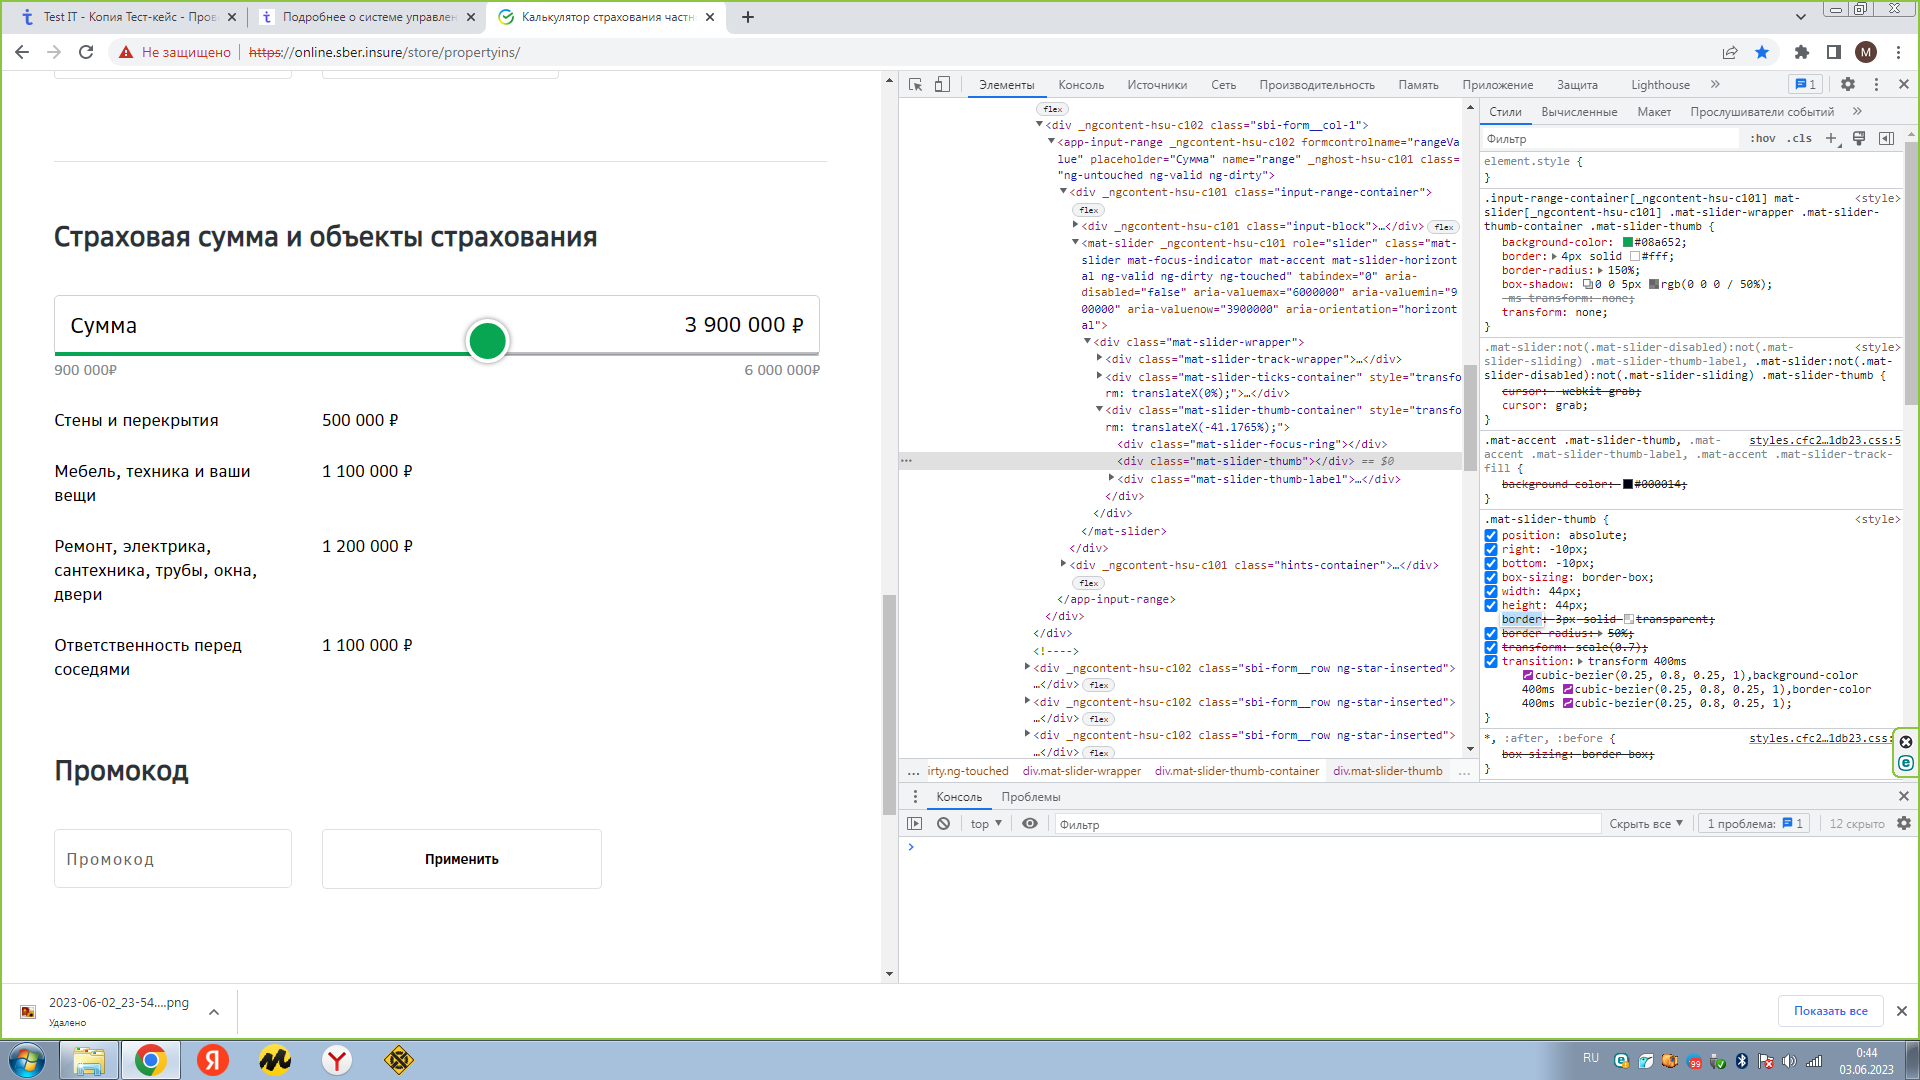 Test IT - Копия Тест-кейс - Пров
Подробнее о системе управлен
Калькулятор страхования частн
Не защищено
https://online.sber.insure/store/propertyins/
M
Страховая сумма и объекты страхования
Сумма
3 900 000 ₽
900 000₽
6 000 000₽
Стены и перекрытия
500 000 ₽
Мебель, техника и ваши
вещи
1 100 000 ₽
Ремонт, электрика,
сантехника, трубы, окна,
двери
1 200 000 ₽
Ответственность перед
соседями
1 100 000 ₽
Промокод
Промокод
Применить
Элементы
Консоль
Источники
Сеть
Производительность
Память
Приложение
Защита
Lighthouse
1
flex
<div _ngcontent-hsu-c102 class="sbi-form__col-1">
<app-input-range _ngcontent-hsu-c102 formcontrolname="rangeVa
lue" placeholder="Сумма" name="range" _nghost-hsu-c101 class=
"ng-untouched ng-valid ng-dirty">
<div _ngcontent-hsu-c101 class="input-range-container">
flex
<div _ngcontent-hsu-c101 class="input-block">…</div> flex
<mat-slider _ngcontent-hsu-c101 role="slider" class="mat-
slider mat-focus-indicator mat-accent mat-slider-horizont
al ng-valid ng-dirty ng-touched" tabindex="0" aria-
disabled="false" aria-valuemax="6000000" aria-valuemin="9
00000" aria-valuenow="3900000" aria-orientation="horizont
al">
<div class="mat-slider-wrapper">
<div class="mat-slider-track-wrapper">…</div>
<div class="mat-slider-ticks-container" style="transfo
rm: translateX(0%);">…</div>
<div class="mat-slider-thumb-container" style="transfo
rm: translateX(-41.1765%);">
<div class="mat-slider-focus-ring"></div>
… <div class="mat-slider-thumb"></div> == $0
<div class="mat-slider-thumb-label">…</div>
</div>
</div>
</mat-slider>
</div>
<div _ngcontent-hsu-c101 class="hints-container">…</div>
flex
</app-input-range>
</div>
</div>
<!---->
<div _ngcontent-hsu-c102 class="sbi-form__row ng-star-inserted">
…</div> flex
<div _ngcontent-hsu-c102 class="sbi-form__row ng-star-inserted">
…</div> flex
<div _ngcontent-hsu-c102 class="sbi-form__row ng-star-inserted">
…</div> flex
… irty.ng-touched div.mat-slider-wrapper div.mat-slider-thumb-container div.mat-slider-thumb …
Стили
Вычисленные
Макет
Прослушиватели событий
Фильтр
:hov .cls
element.style {
}
.input-range-container[_ngcontent-hsu-c101] mat- <style>
slider[_ngcontent-hsu-c101] .mat-slider-wrapper .mat-slider-
thumb-container .mat-slider-thumb {
background-color: #08a652;
border: 4px solid #fff;
border-radius: 150%;
box-shadow: 0 0 5px rgb(0 0 0 / 50%);
-ms-transform: none;
transform: none;
}
.mat-slider:not(.mat-slider-disabled):not(.mat- <style>
slider-sliding) .mat-slider-thumb-label, .mat-slider:not(.mat-
slider-disabled):not(.mat-slider-sliding) .mat-slider-thumb {
cursor: -webkit-grab;
cursor: grab;
}
.mat-accent .mat-slider-thumb, .mat- styles.cfc2…1db23.css:5
accent .mat-slider-thumb-label, .mat-accent .mat-slider-track-
fill {
background-color: #000014;
}
.mat-slider-thumb { <style>
position: absolute;
right: -10px;
bottom: -10px;
box-sizing: border-box;
width: 44px;
height: 44px;
border: 3px solid transparent;
border-radius: 50%;
transform: scale(0.7);
transition: transform 400ms
cubic-bezier(0.25, 0.8, 0.25, 1),background-color
400ms cubic-bezier(0.25, 0.8, 0.25, 1),border-color
400ms cubic-bezier(0.25, 0.8, 0.25, 1);
}
*, :after, :before { styles.cfc2…1db23.css:
box-sizing: border-box;
}
Консоль
Проблемы
top
Фильтр
Скрыть все
1 проблема: 1
12 скрыто
2023-06-02_23-54....png
Удалено
Показать все
RU
99
0:44
03.06.2023